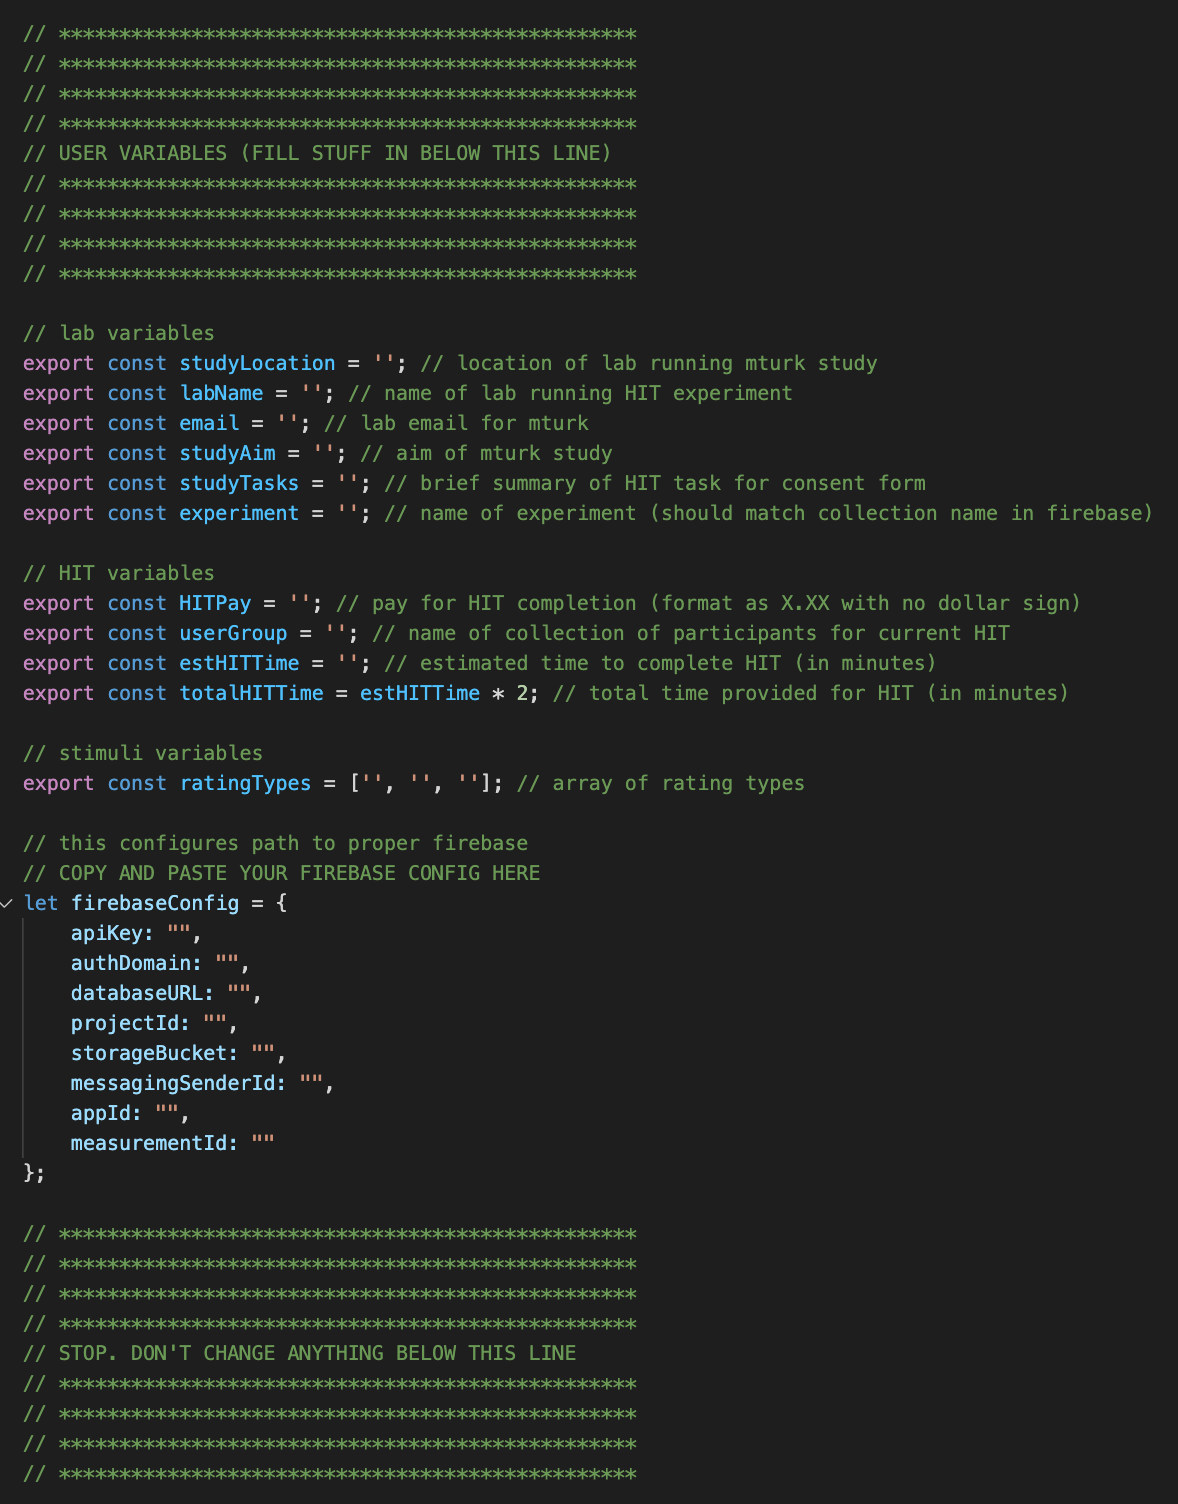 // ************************************************
// ************************************************
// ************************************************
// ************************************************
// USER VARIABLES (FILL STUFF IN BELOW THIS LINE)
// ************************************************
// ************************************************
// ************************************************
// ************************************************
// lab variables
export const studyLocation = ''; // location of lab running mturk study
export const labName = ''; // name of lab running HIT experiment
export const email = ''; // lab email for mturk
export const studyAim = ''; // aim of mturk study
export const studyTasks = ''; // brief summary of HIT task for consent form
export const experiment = ''; // name of experiment (should match collection name in firebase)
// HIT variables
export const HITPay = ''; // pay for HIT completion (format as X.XX with no dollar sign)
export const userGroup = ''; // name of collection of participants for current HIT
export const estHITTime = ''; // estimated time to complete HIT (in minutes)
export const totalHITTime = estHITTime * 2; // total time provided for HIT (in minutes)
// stimuli variables
export const ratingTypes = ['', '', '']; // array of rating types
// this configures path to proper firebase
// COPY AND PASTE YOUR FIREBASE CONFIG HERE
let firebaseConfig = {
    apiKey: "",
    authDomain: "",
    databaseURL: "",
    projectId: "",
    storageBucket: "",
    messagingSenderId: "",
    appId: "",
    measurementId: ""
};
// ************************************************
// ************************************************
// ************************************************
// ************************************************
// STOP. DON'T CHANGE ANYTHING BELOW THIS LINE
// ************************************************
// ************************************************
// ************************************************
// ************************************************